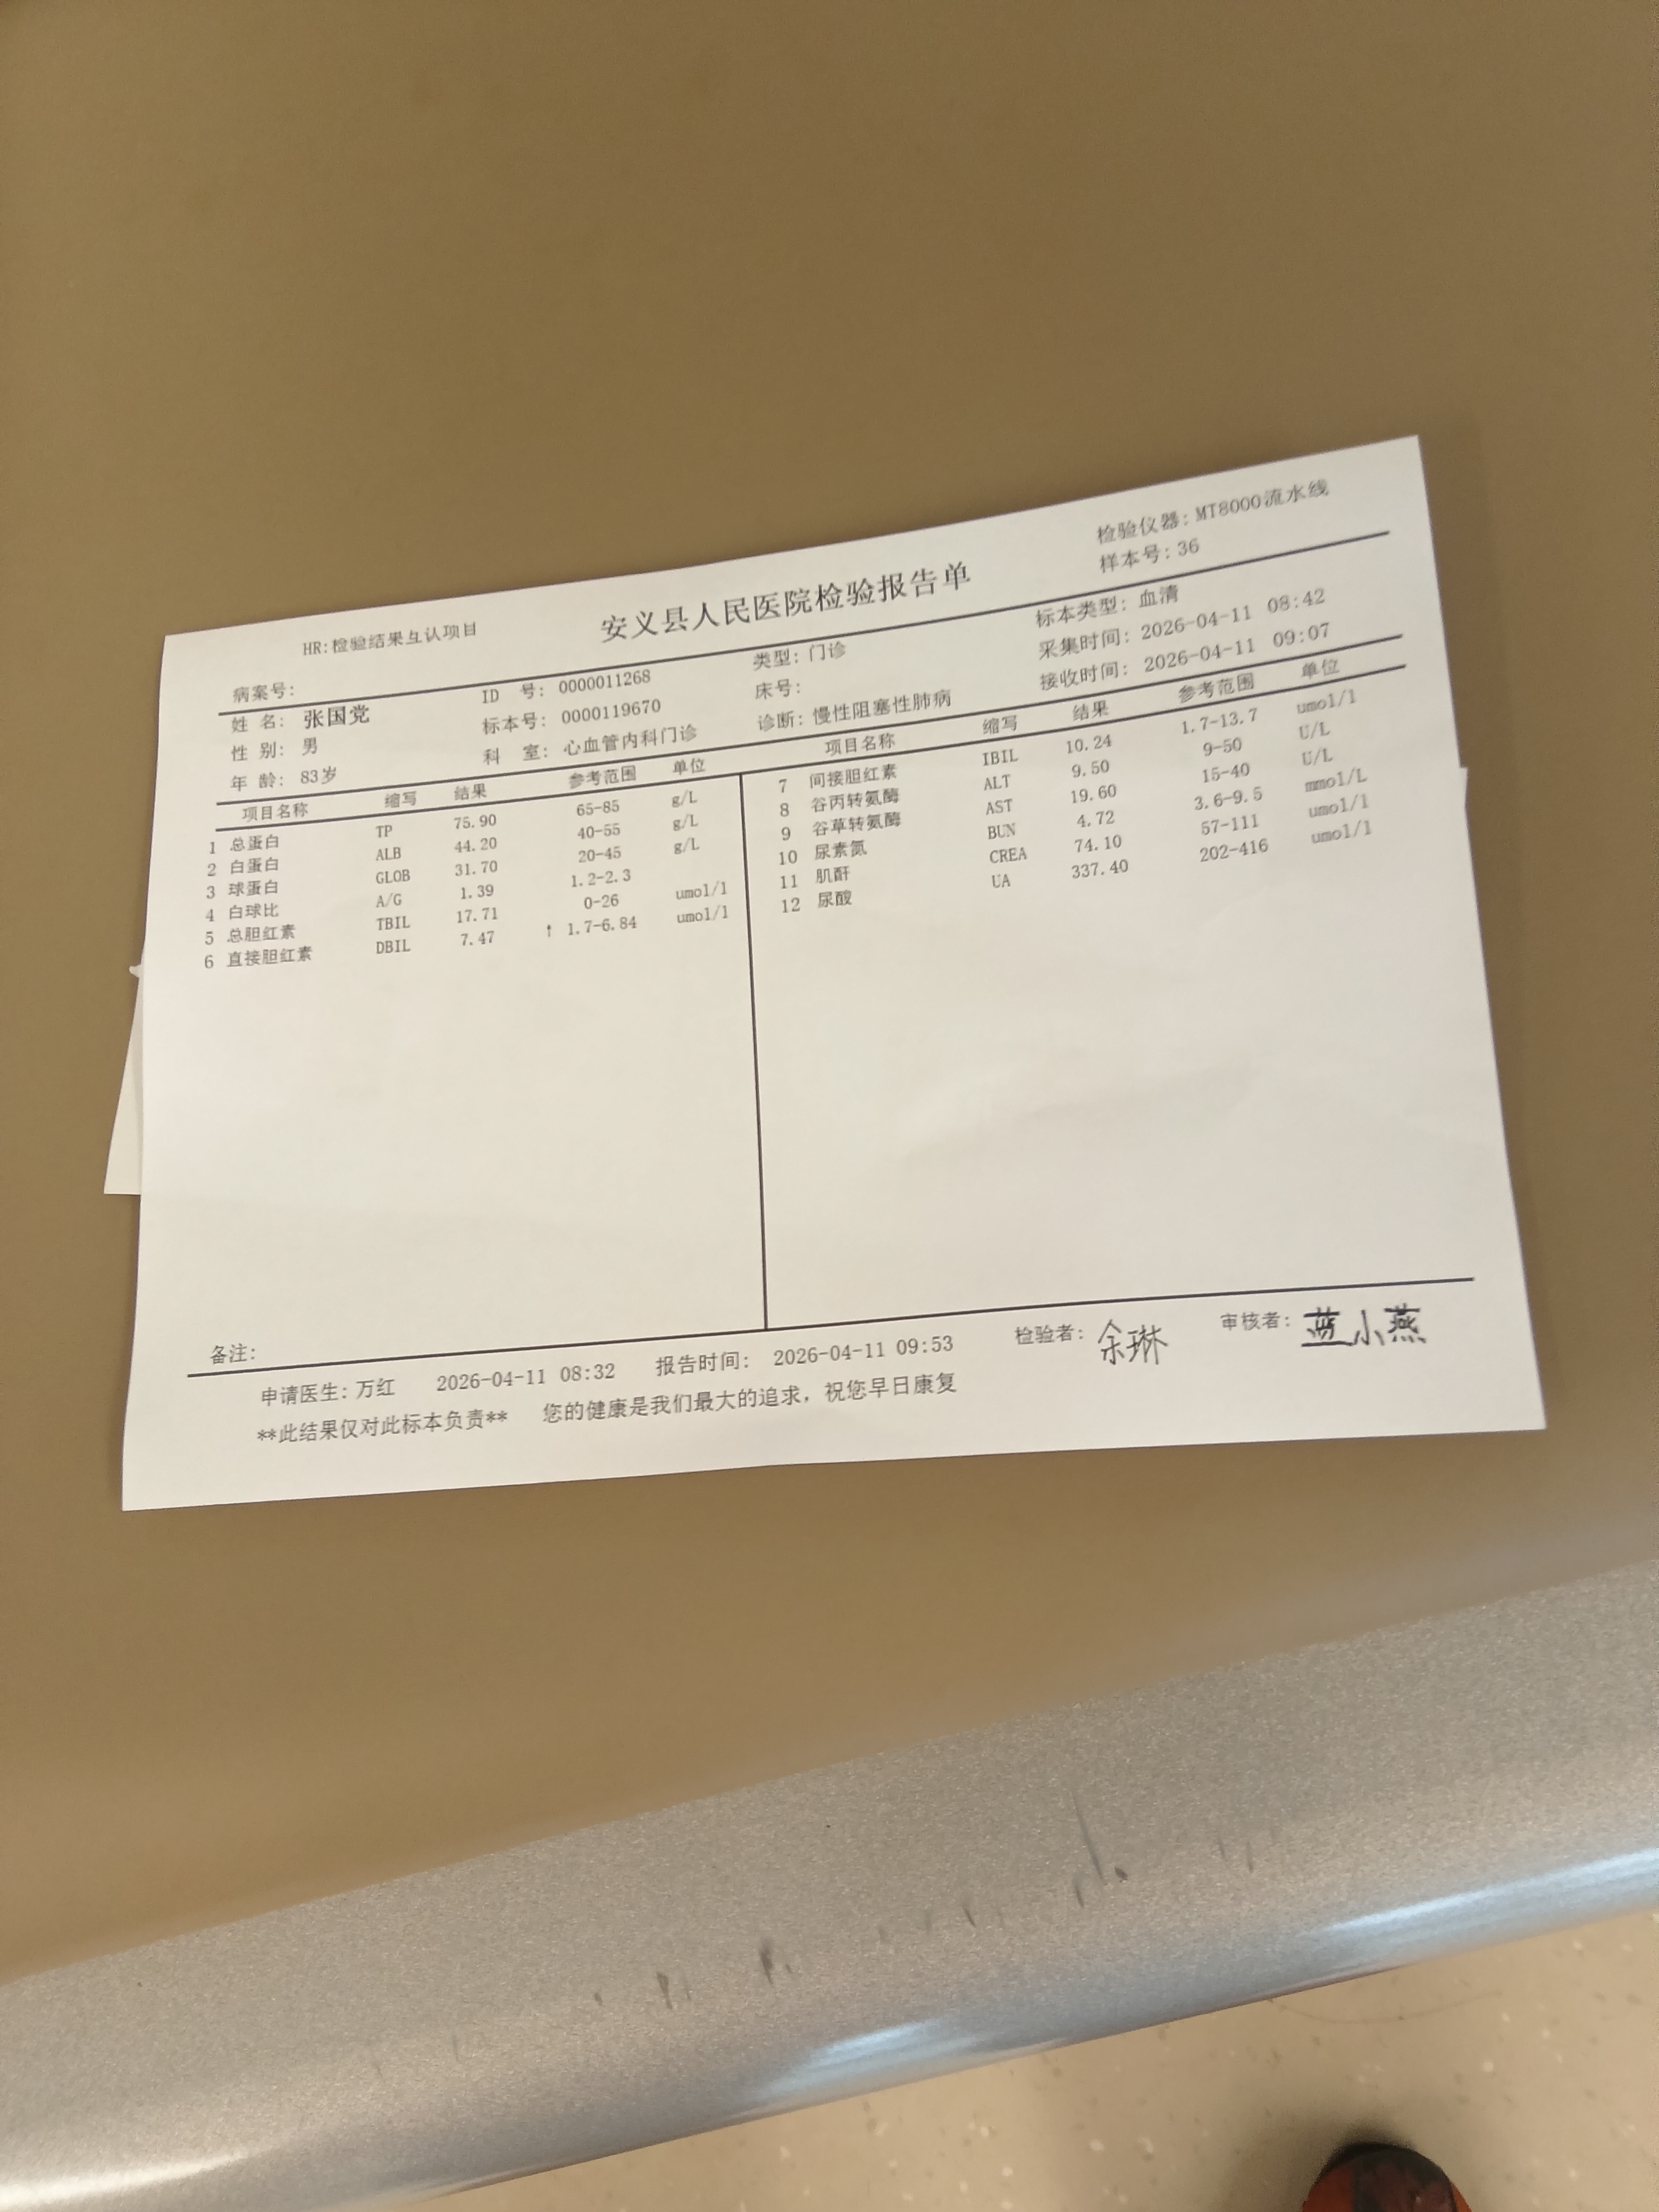 检验仪器: MT8000流水线
HR:检验结果互认项目 安义县人民医院检验报告单 样本号: 36
病案号: ID 号: 0000011268 类型: 门诊 标本类型: 血清
姓 名: 张国党 标本号: 0000119670 床号: 采集时间: 2026-04-11 08:42
性 别: 男 科 室: 心血管内科门诊 诊断: 慢性阻塞性肺病 接收时间: 2026-04-11 09:07
年 龄: 83岁
项目名称 缩写 结果 参考范围 单位
1 总蛋白 TP 75.90 65-85 g/L
2 白蛋白 ALB 44.20 40-55 g/L
3 球蛋白 GLOB 31.70 20-45 g/L
4 白球比 A/G 1.39 1.2-2.3
5 总胆红素 TBIL 17.71 0-26 umol/l
6 直接胆红素 DBIL 7.47 ↑ 1.7-6.84 umol/l
项目名称 缩写 结果 参考范围 单位
7 间接胆红素 IBIL 10.24 1.7-13.7 umol/l
8 谷丙转氨酶 ALT 9.50 9-50 U/L
9 谷草转氨酶 AST 19.60 15-40 U/L
10 尿素氮 BUN 4.72 3.6-9.5 mmol/L
11 肌酐 CREA 74.10 57-111 umol/l
12 尿酸 UA 337.40 202-416 umol/l
备注:
申请医生: 万红 2026-04-11 08:32 报告时间: 2026-04-11 09:53 检验者: 余琳 审核者: 蓝小燕
**此结果仅对此标本负责** 您的健康是我们最大的追求，祝您早日康复